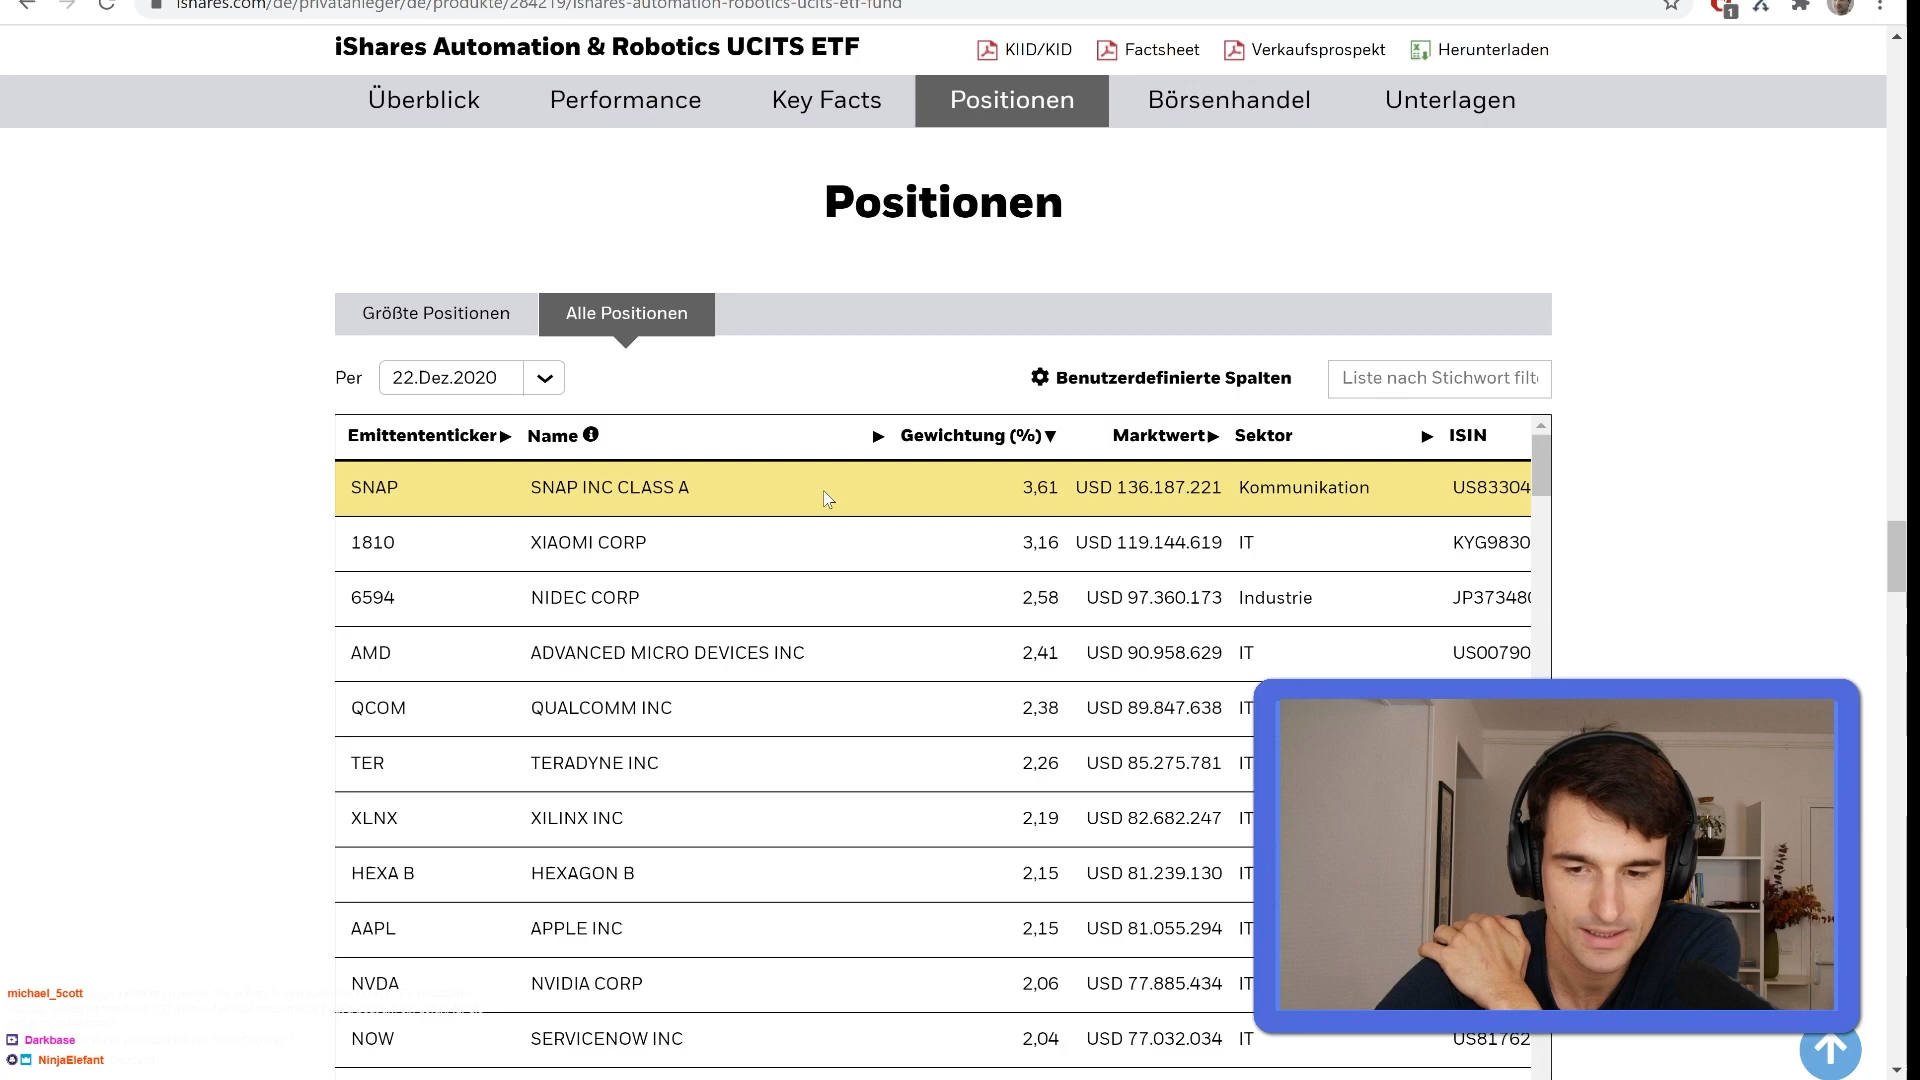 ishares.com/de/privatanleger/de/produkte/284219/ishares-automation-robotics-ucits-etf-fund
1
iShares Automation & Robotics UCITS ETF
KIID/KID
Factsheet
Verkaufsprospekt
Herunterladen
Überblick
Performance
Key Facts
Positionen
Börsenhandel
Unterlagen
Positionen
Größte Positionen
Alle Positionen
Per
22.Dez.2020
Benutzerdefinierte Spalten
Liste nach Stichwort filt
Emittententicker Name Gewichtung (%) Marktwert Sektor ISIN
SNAP SNAP INC CLASS A 3,61 USD 136.187.221 Kommunikation US83304
1810 XIAOMI CORP 3,16 USD 119.144.619 IT KYG9830
6594 NIDEC CORP 2,58 USD 97.360.173 Industrie JP37348
AMD ADVANCED MICRO DEVICES INC 2,41 USD 90.958.629 IT US00790
QCOM QUALCOMM INC 2,38 USD 89.847.638 IT
TER TERADYNE INC 2,26 USD 85.275.781 IT
XLNX XILINX INC 2,19 USD 82.682.247 IT
HEXA B HEXAGON B 2,15 USD 81.239.130 IT
AAPL APPLE INC 2,15 USD 81.055.294 IT
NVDA NVIDIA CORP 2,06 USD 77.885.434 IT
NOW SERVICENOW INC 2,04 USD 77.032.034 IT US81762
michael_5cott
Darkbase
NinjaElefant